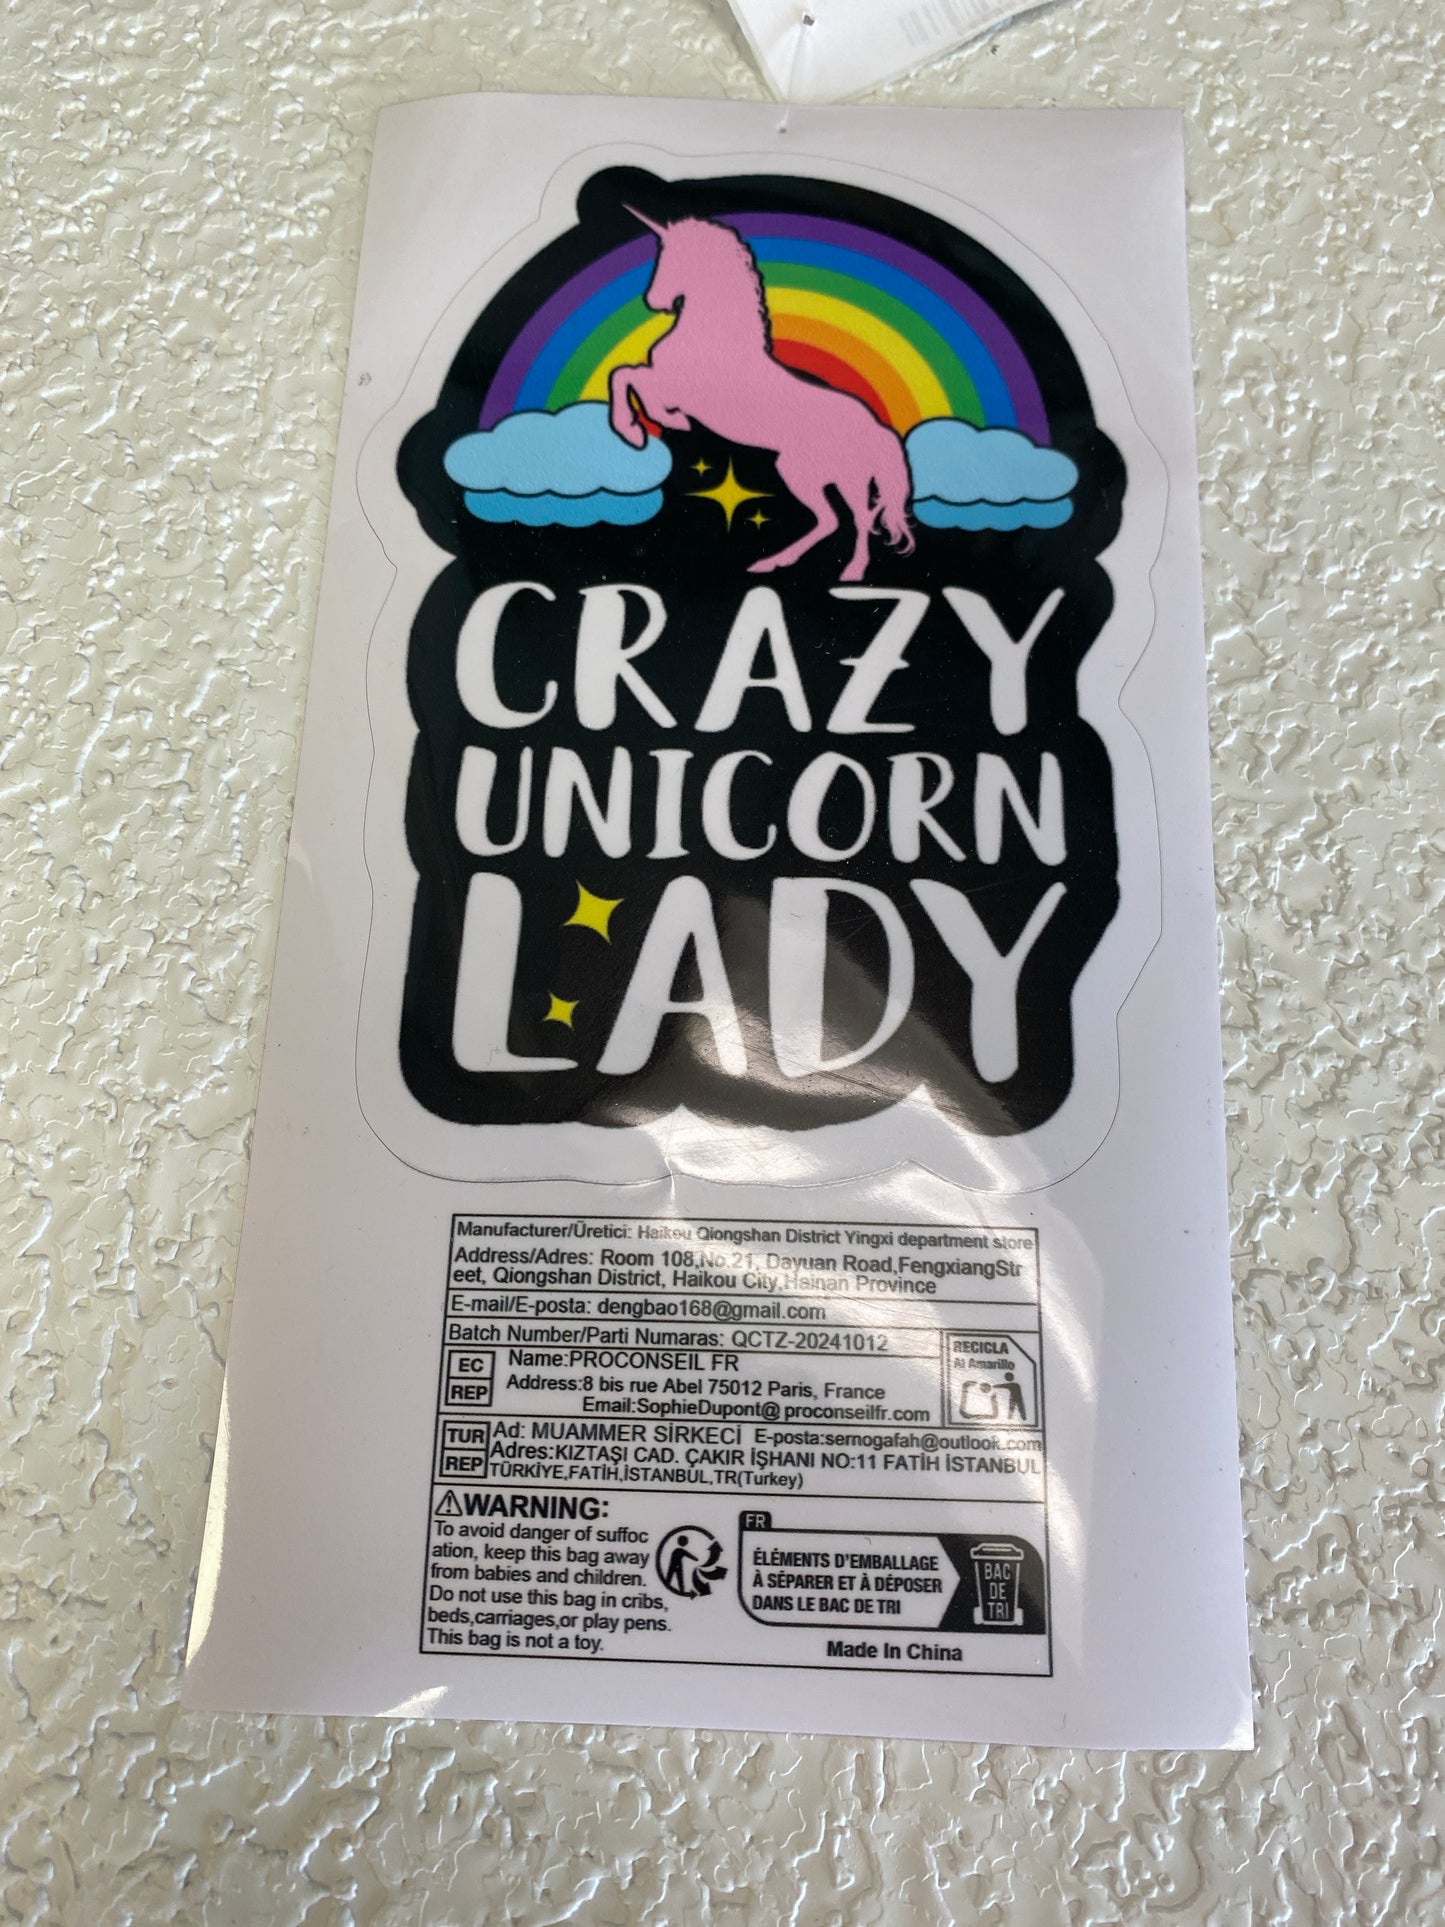 CRAZY
UNICORN
LADY
Manufacturer/Üretici: Haikou Qiongshan District Yingxi department store
Address/Adres: Room 108,No.21, Dayuan Road,FengxiangStr
eet, Qiongshan District, Haikou City,Hainan Province
E-mail/E-posta: dengbao168@gmail.com
Batch Number/Parti Numaras: QCTZ-20241012
RECICLA
Al Amarillo
EC
REP
Name:PROCONSEIL FR
Address:8 bis rue Abel 75012 Paris, France
Email:SophieDupont@ proconseilfr.com
TUR
REP
Ad: MUAMMER SİRKECİ E-posta:sernogafah@outlook.com
Adres:KIZTAŞI CAD. ÇAKIR İŞHANI NO:11 FATİH İSTANBUL
TÜRKİYE,FATİH,İSTANBUL,TR(Turkey)
WARNING:
To avoid danger of suffoc
ation, keep this bag away
from babies and children.
Do not use this bag in cribs,
beds,carriages,or play pens.
This bag is not a toy.
FR
ÉLÉMENTS D'EMBALLAGE
À SÉPARER ET À DÉPOSER
DANS LE BAC DE TRI
BAC
DE
TRI
Made In China